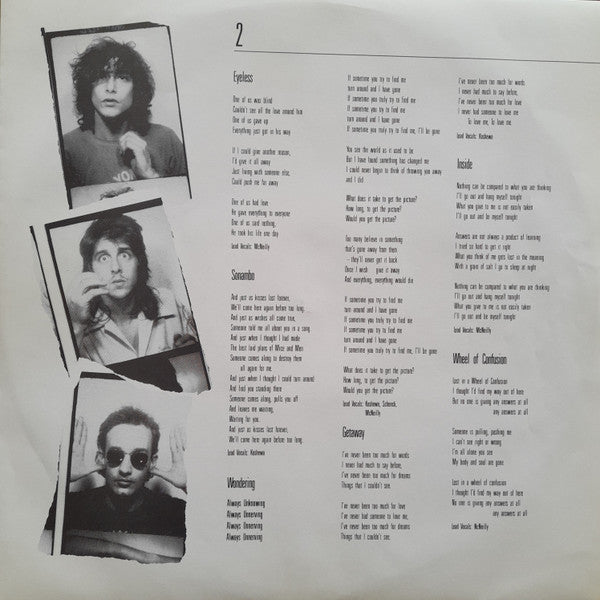 2
Eyeless
One of us was blind
Couldn't see all the love around him
One of us gave up
Everything just got in his way
If I could give another reason,
I'd give it all away
Just living with someone else,
Could push me far away
One of us had love
He gave everything to everyone
One of us said nothing,
He took his life one day
Lead Vocals: McNeilly
Sanambo
And just as kisses last forever,
We'll come here again before too long.
And just as wishes all come true,
Someone told me all about you in a song
And just when I thought I had made
The best laid plans of Mice and Men
Someone comes along to destroy them
all again for me
And just when I thought I could turn around
And find you standing there
Someone comes along, pulls you off
And leaves me waiting,
Waiting for you.
And just as kisses last forever,
We'll come here again before too long.
Lead Vocals: Haskowe
Wondering
Always Unknowing
Always Unnerving
Always Unnerving
Always Unnerving
If sometime you try to find me
turn around and I have gone
If sometime you truly try to find me
If sometime you try to find me
turn around and I have gone
If sometime you truly try to find me, I'll be gone
You see the world as it used to be
But I have found something has changed me
I could never begin to think of throwing you away
and I did
What does it take to get the picture?
How long, to get the picture?
Would you get the picture?
Too many believe in something
that's gone away from them
- they'll never get it back
Once I wish give it away
And everything, everything would die
If sometime you try to find me
turn around and I have gone
If sometime you truly try to find me
If sometime you try to find me
turn around and I have gone
If sometime you truly try to find me, I'll be gone
What does it take to get the picture?
How long, to get the picture?
Would you get the picture?
Lead Vocals: Haskowe, Schenck,
McNeilly
Getaway
I've never been too much for words
I never had much to say before,
I've never been too much for dreams
Things that I couldn't see.
I've never been too much for love
I've never had someone to love me,
I've never been too much for dreams
Things that I couldn't see.
I've never been too much for words
I never had much to say before,
I've never been too much for love
I never had someone to love me
To love me, To love me.
Lead Vocals: Haskowe
Inside
Nothing can be compared to what you are thinking
I'll go out and hang myself tonight
What you give to me is not easily taken
I'll go out and be myself tonight
Answers are not always a product of learning
I tried so hard to get it right
What you think of me gets lost in the meaning
With a grain of salt I go to sleep at night
Nothing can be compared to what you are thinking
I'll go out and hang myself tonight
What you give to me is not easily taken
I'll go out and be myself tonight
Lead Vocals: McNeilly
Wheel of Confusion
Lost in a Wheel of Confusion
I thought I'd find my way out of here
But no one is giving any answers at all
any answers at all
Someone is pulling, pushing me
I can't see right or wrong
I'm all alone you see
My body and soul are gone
Lost in a wheel of confusion
I thought I'd find my way out of here
No one is giving any answers at all
any answers at all
Lead Vocals: McNeilly